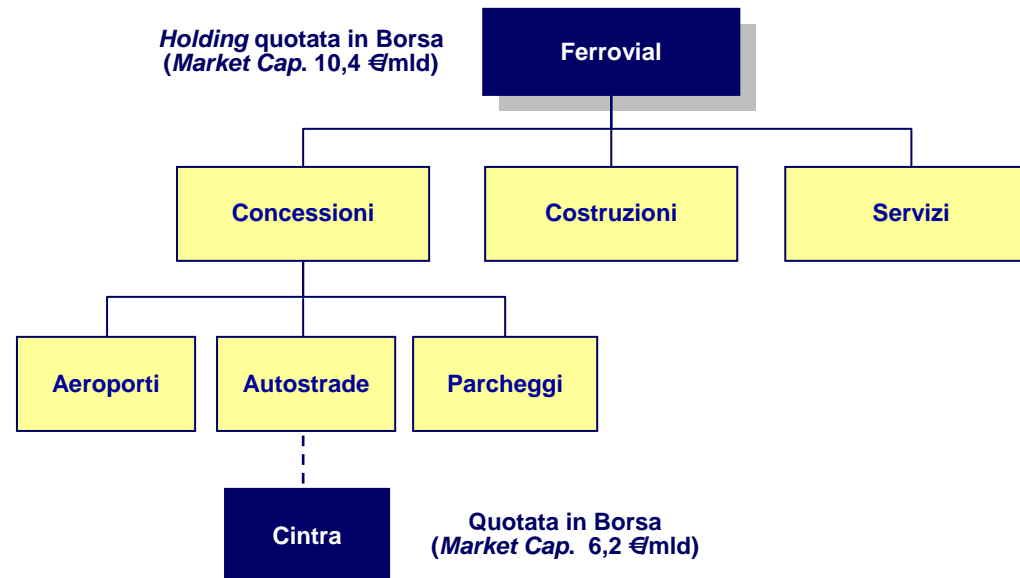 Holding quotata in Borsa
(Market Cap. 10,4 €/mld)
Ferrovial
Concessioni
Costruzioni
Servizi
Aeroporti
Autostrade
Parcheggi
Cintra
Quotata in Borsa
(Market Cap. 6,2 €/mld)